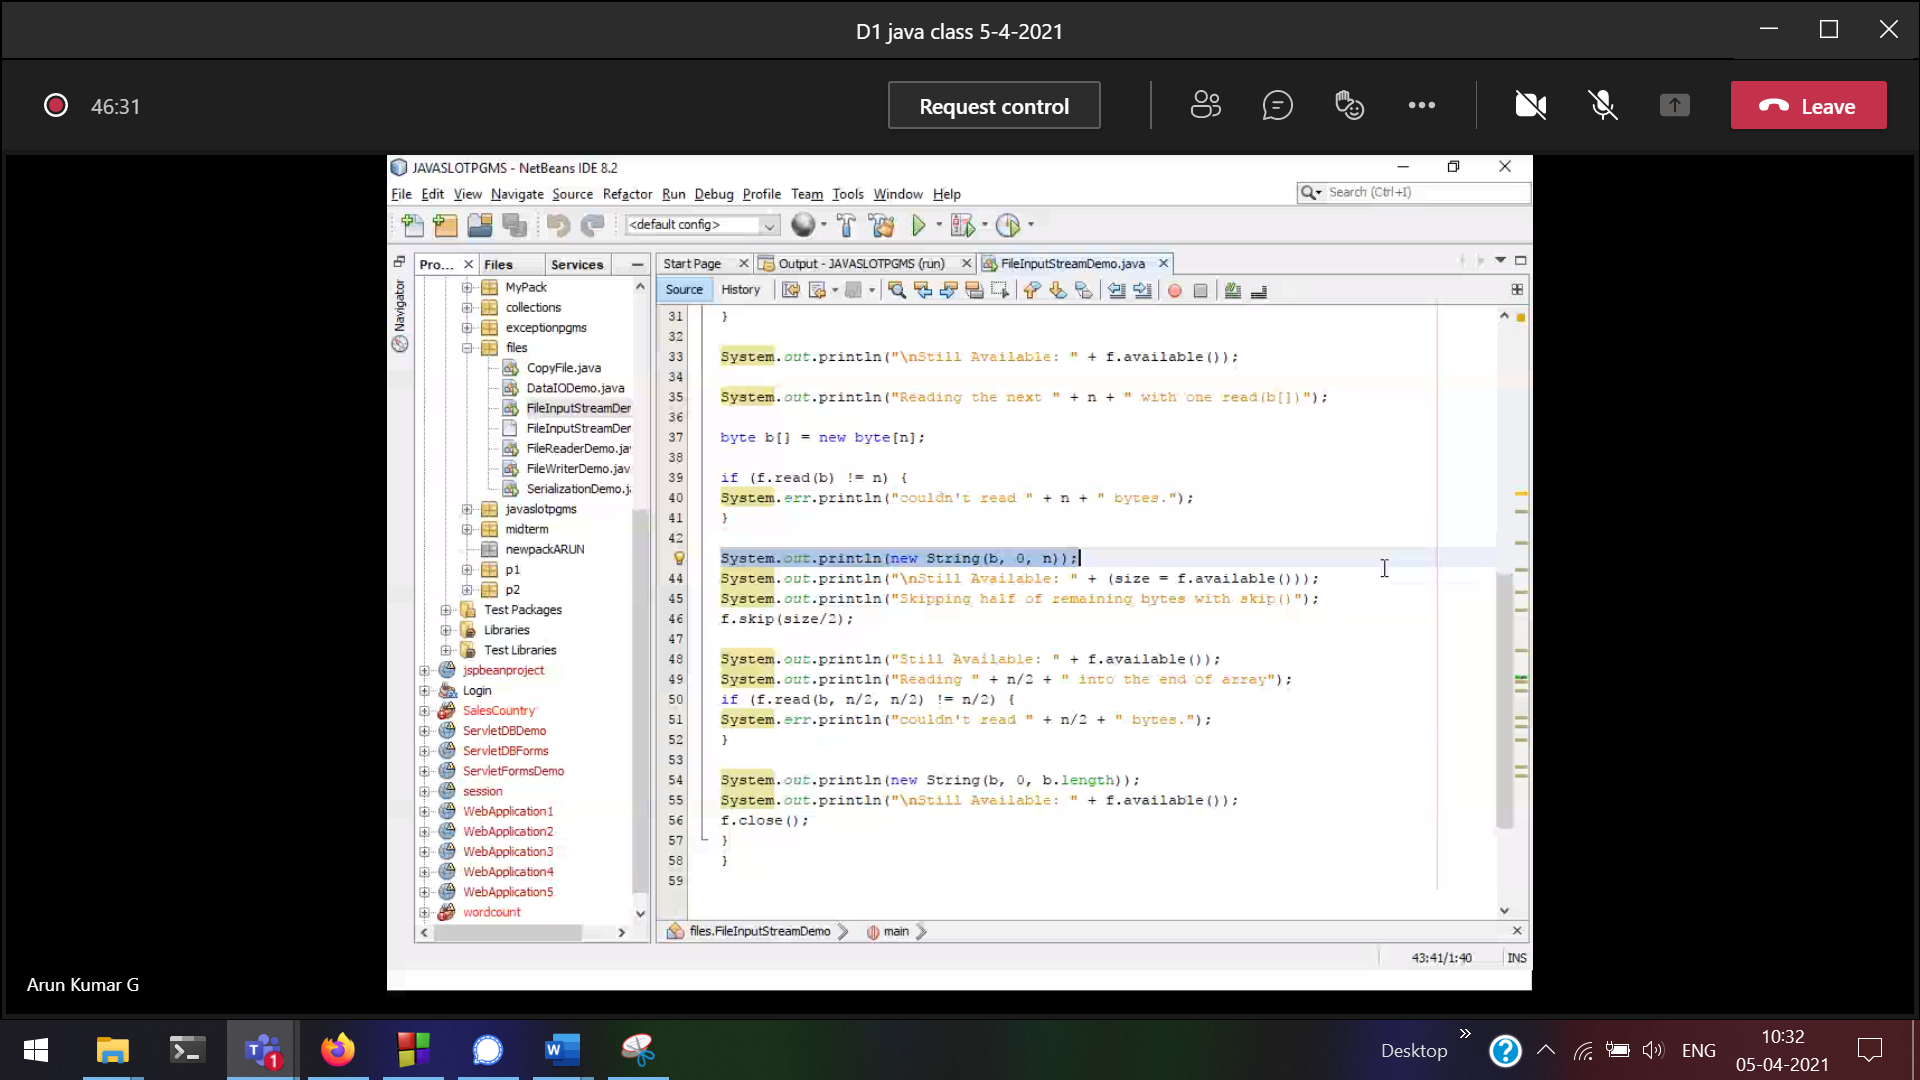 D1 java class 5-4-2021
46:31
Request control
Leave
JAVASLOTPGMS - NetBeans IDE 8.2
File Edit View Navigate Source Refactor Run Debug Profile Team Tools Window Help
Search (Ctrl+I)
<default config>
Pro... Files Services
Navigator
MyPack
collections
exceptionpgms
files
CopyFile.java
DataIODemo.java
FileInputStreamDer
FileInputStreamDer
FileReaderDemo.ja
FileWriterDemo.jav
SerializationDemo.j
javaslotpgms
midterm
newpackARUN
p1
p2
Test Packages
Libraries
Test Libraries
jspbeanproject
Login
SalesCountry
ServletDBDemo
ServletDBForms
ServletFormsDemo
session
WebApplication1
WebApplication2
WebApplication3
WebApplication4
WebApplication5
wordcount
Start Page Output - JAVASLOTPGMS (run) FileInputStreamDemo.java
Source History
31 }
32
33 System.out.println("\nStill Available: " + f.available());
34
35 System.out.println("Reading the next " + n + " with one read(b[])");
36
37 byte b[] = new byte[n];
38
39 if (f.read(b) != n) {
40 System.err.println("couldn't read " + n + " bytes.");
41 }
42
System.out.println(new String(b, 0, n));
44 System.out.println("\nStill Available: " + (size = f.available()));
45 System.out.println("Skipping half of remaining bytes with skip()");
46 f.skip(size/2);
47
48 System.out.println("Still Available: " + f.available());
49 System.out.println("Reading " + n/2 + " into the end of array");
50 if (f.read(b, n/2, n/2) != n/2) {
51 System.err.println("couldn't read " + n/2 + " bytes.");
52 }
53
54 System.out.println(new String(b, 0, b.length));
55 System.out.println("\nStill Available: " + f.available());
56 f.close();
57 }
58 }
59
files.FileInputStreamDemo main
43:41/1:40 INS
Arun Kumar G
T 1
W
Desktop
ENG
10:32
05-04-2021